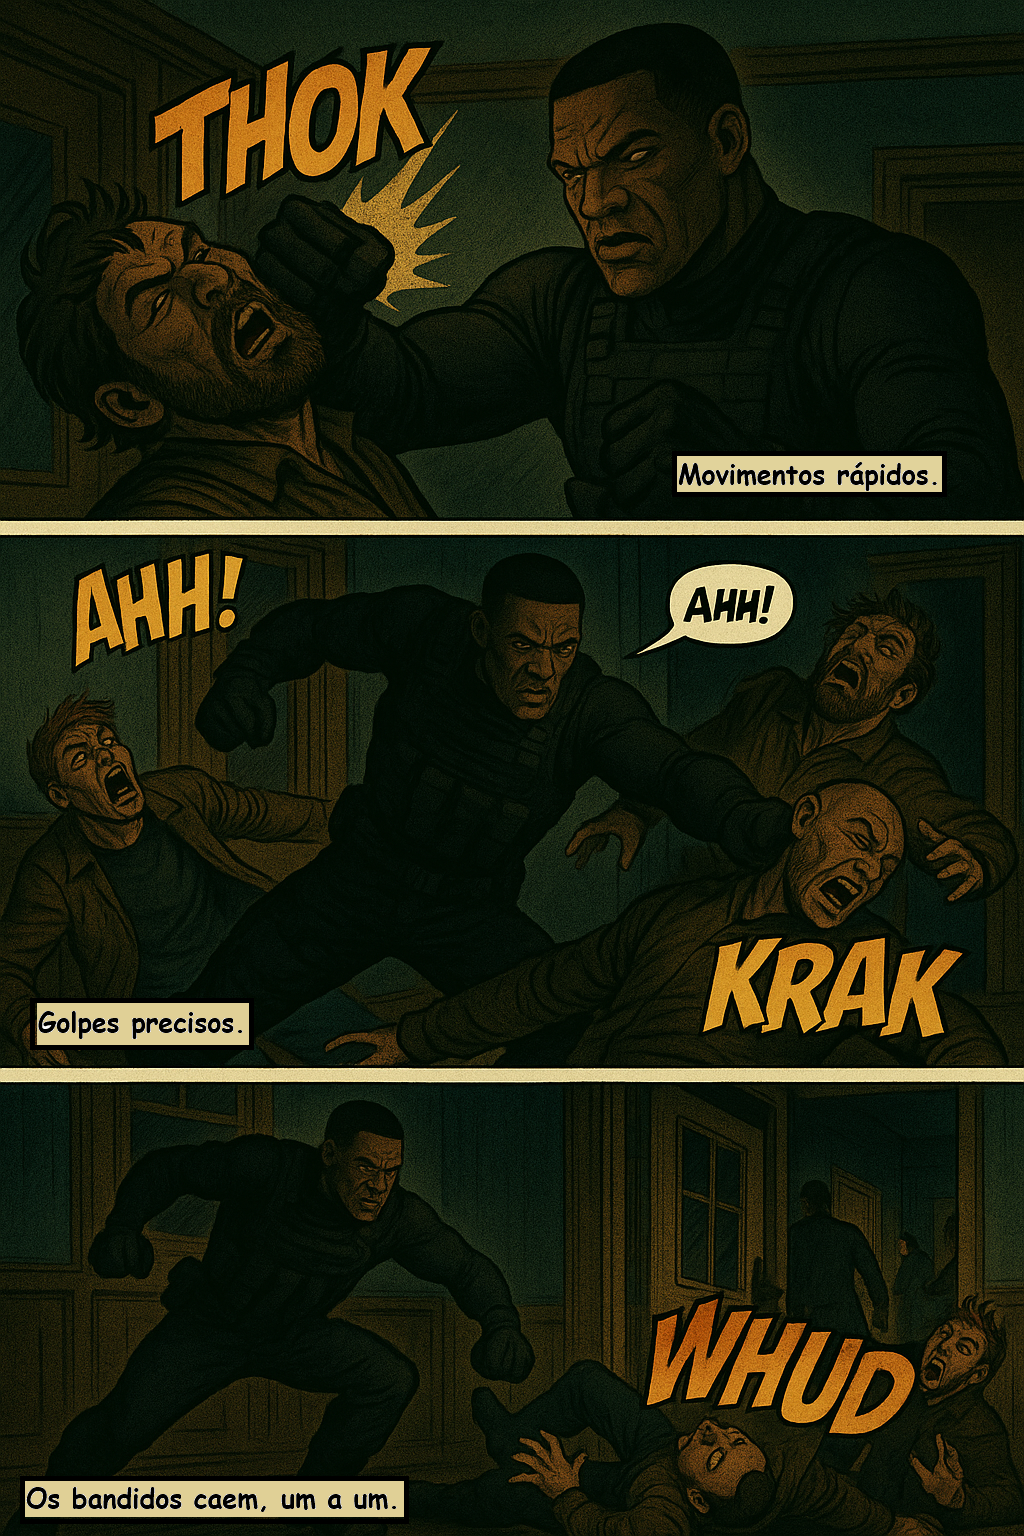 THOK
Movimentos rápidos.
AHH!
AHH!
Golpes precisos.
KRAK
WHUD
Os bandidos caem, um a um.